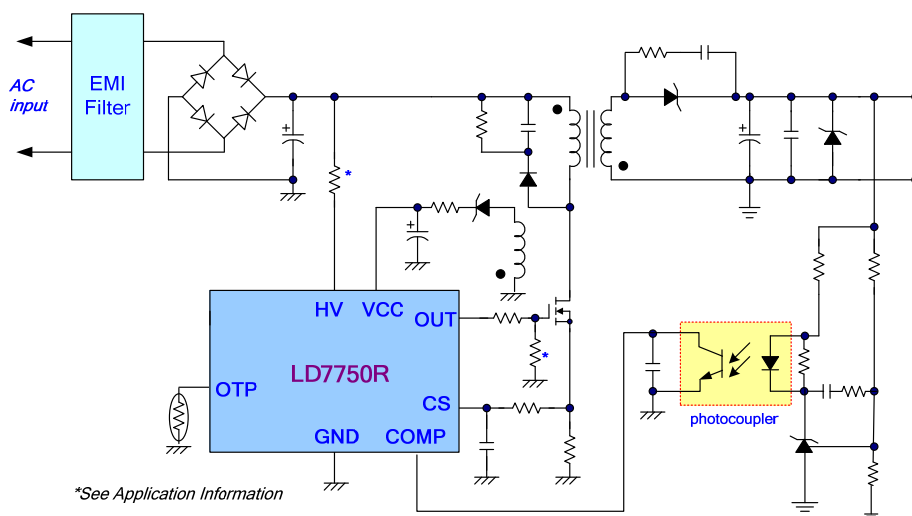 AC
input
EMI
Filter
+
*
+
+
HV
VCC
OUT
LD7750R
*
OTP
CS
GND
COMP
photocoupler
*See Application Information